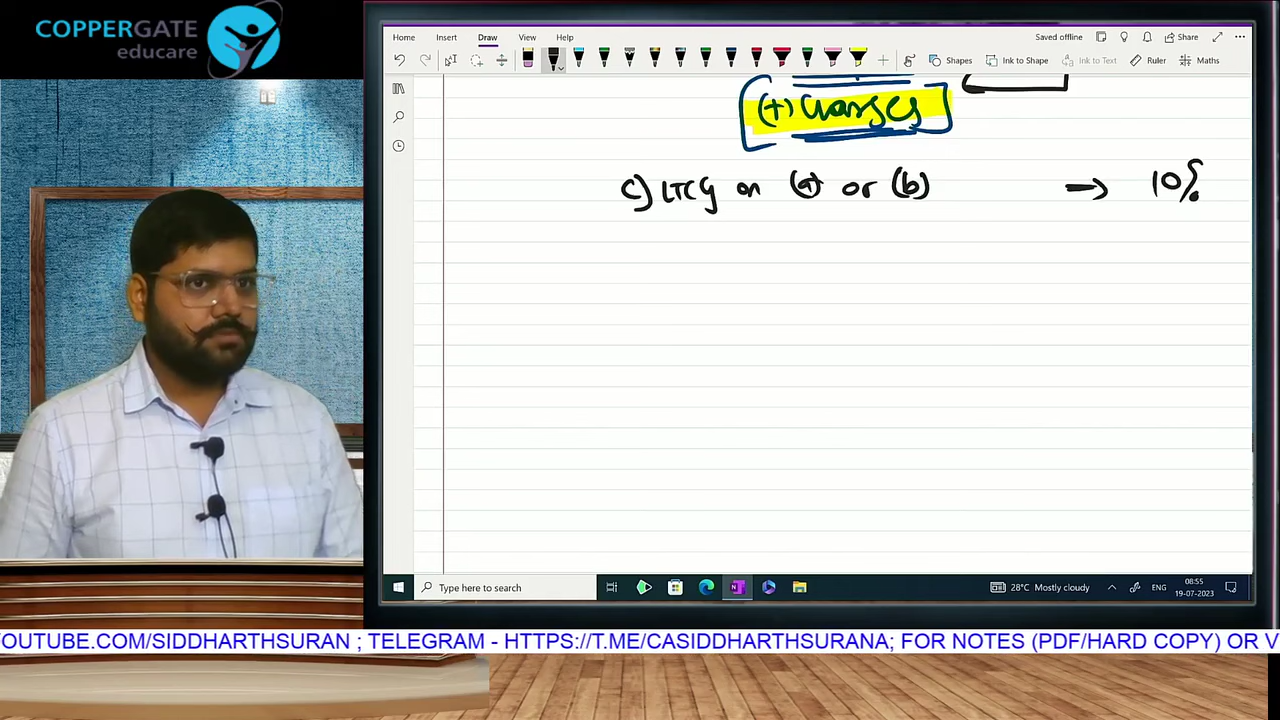 COPPERGATE
educare
Home Insert Draw View Help
Saved offline
Share
Shapes
Ink to Shape
Ink to Text
Ruler
Maths
(+) Charges
c) LTCG on (a) or (b) → 10%
Type here to search
28°C Mostly cloudy
ENG
08:55
19-07-2023
OUTUBE.COM/SIDDHARTHSURAN ; TELEGRAM - HTTPS://T.ME/CASIDDHARTHSURANA; FOR NOTES (PDF/HARD COPY) OR V